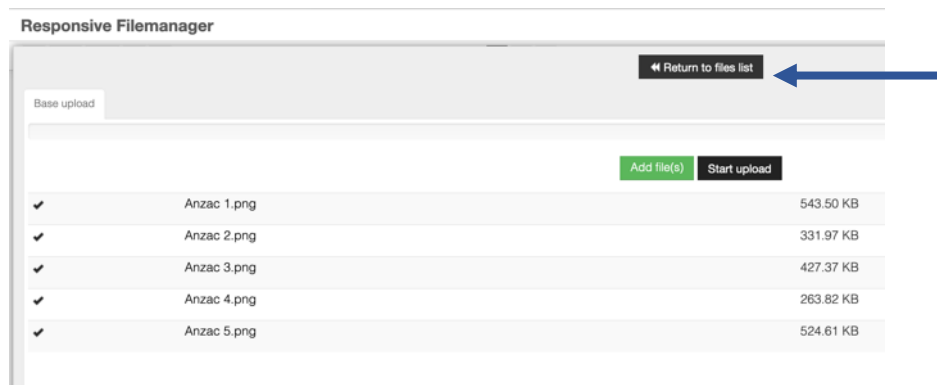 Responsive Filemanager
Return to files list
Base upload
Add file(s) Start upload
Anzac 1.png 543.50 KB
Anzac 2.png 331.97 KB
Anzac 3.png 427.37 KB
Anzac 4.png 263.82 KB
Anzac 5.png 524.61 KB